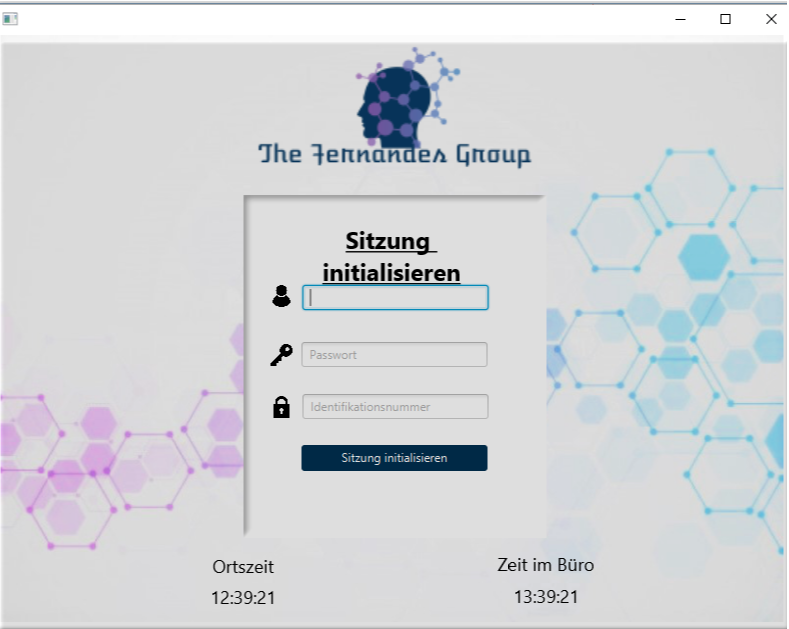 The Fernandes Group
Sitzung
initialisieren
Passwort
Identifikationsnummer
Sitzung initialisieren
Ortszeit
Zeit im Büro
12:39:21
13:39:21